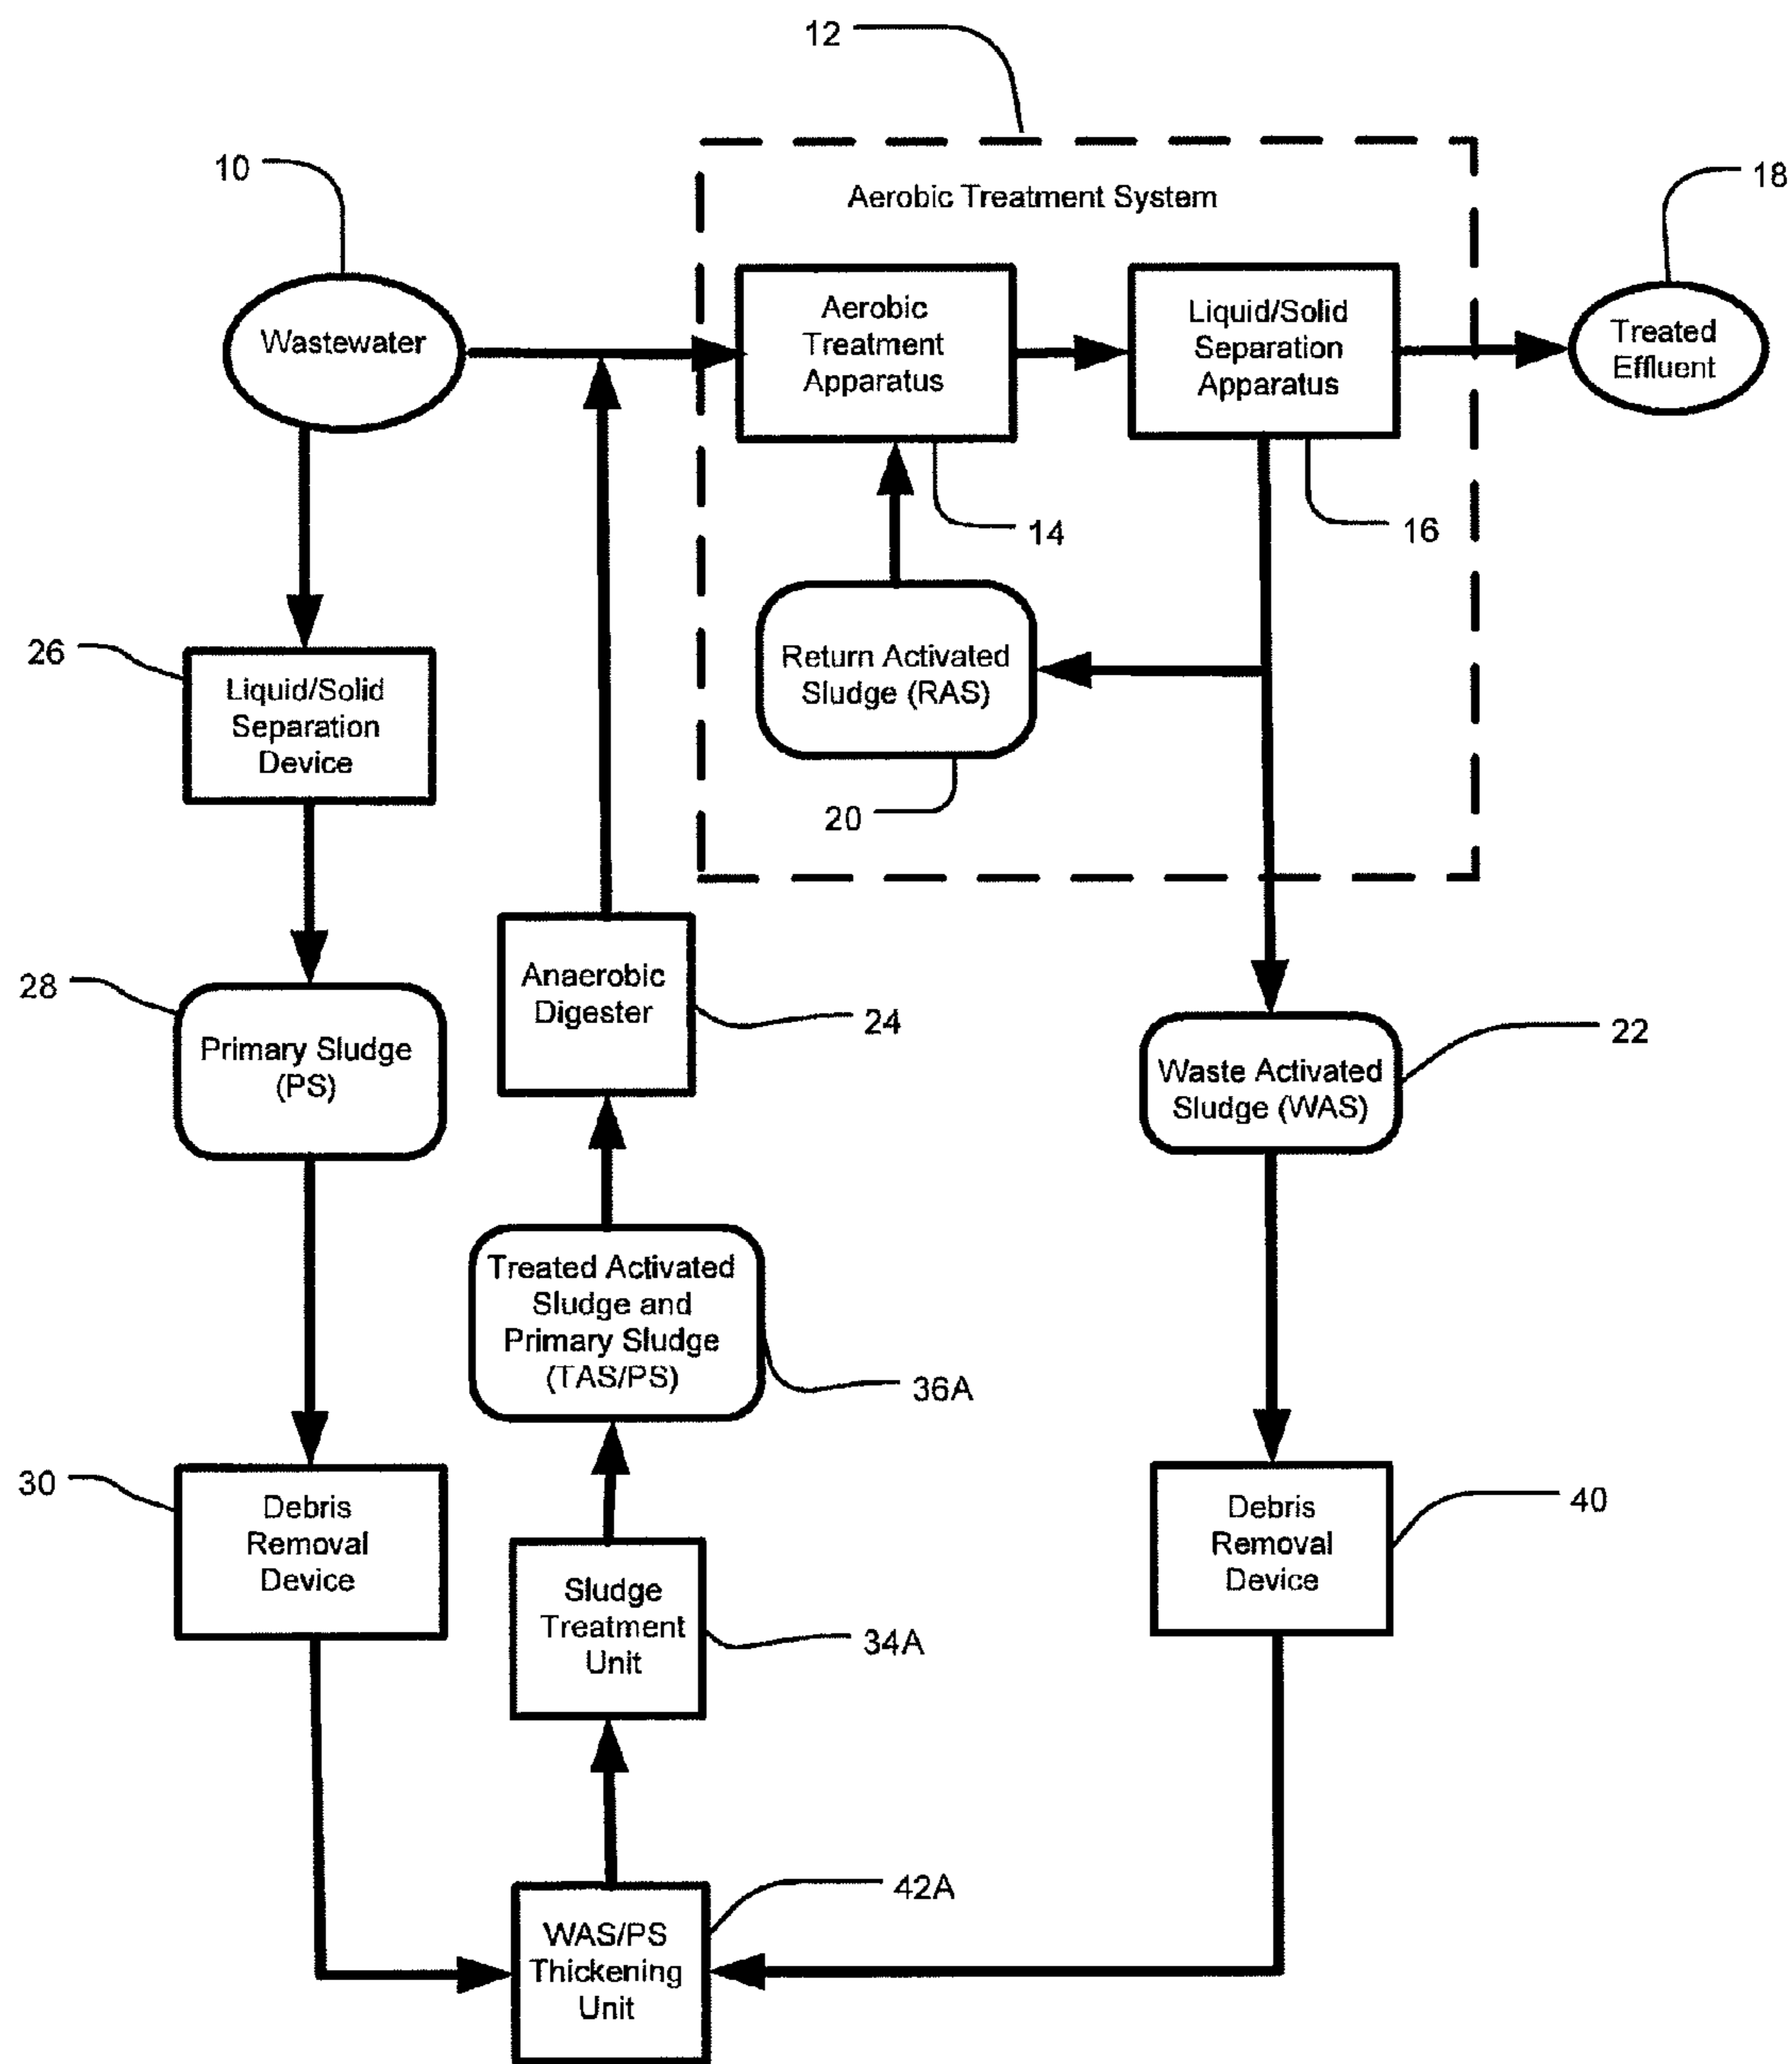 12
10
18
Aerobic Treatment System
Wastewater
Aerobic
Treatment
Apparatus
Liquid/Solid
Separation
Apparatus
Treated
Effluent
14
16
26
Liquid/Solid
Separation
Device
Return Activated
Sludge (RAS)
20
28
Primary Sludge
(PS)
Anaerobic
Digester
24
22
Waste Activated
Sludge (WAS)
Treated Activated
Sludge and
Primary Sludge
(TAS/PS)
36A
30
Debris
Removal
Device
Sludge
Treatment
Unit
34A
40
Debris
Removal
Device
42A
WAS/PS
Thickening
Unit